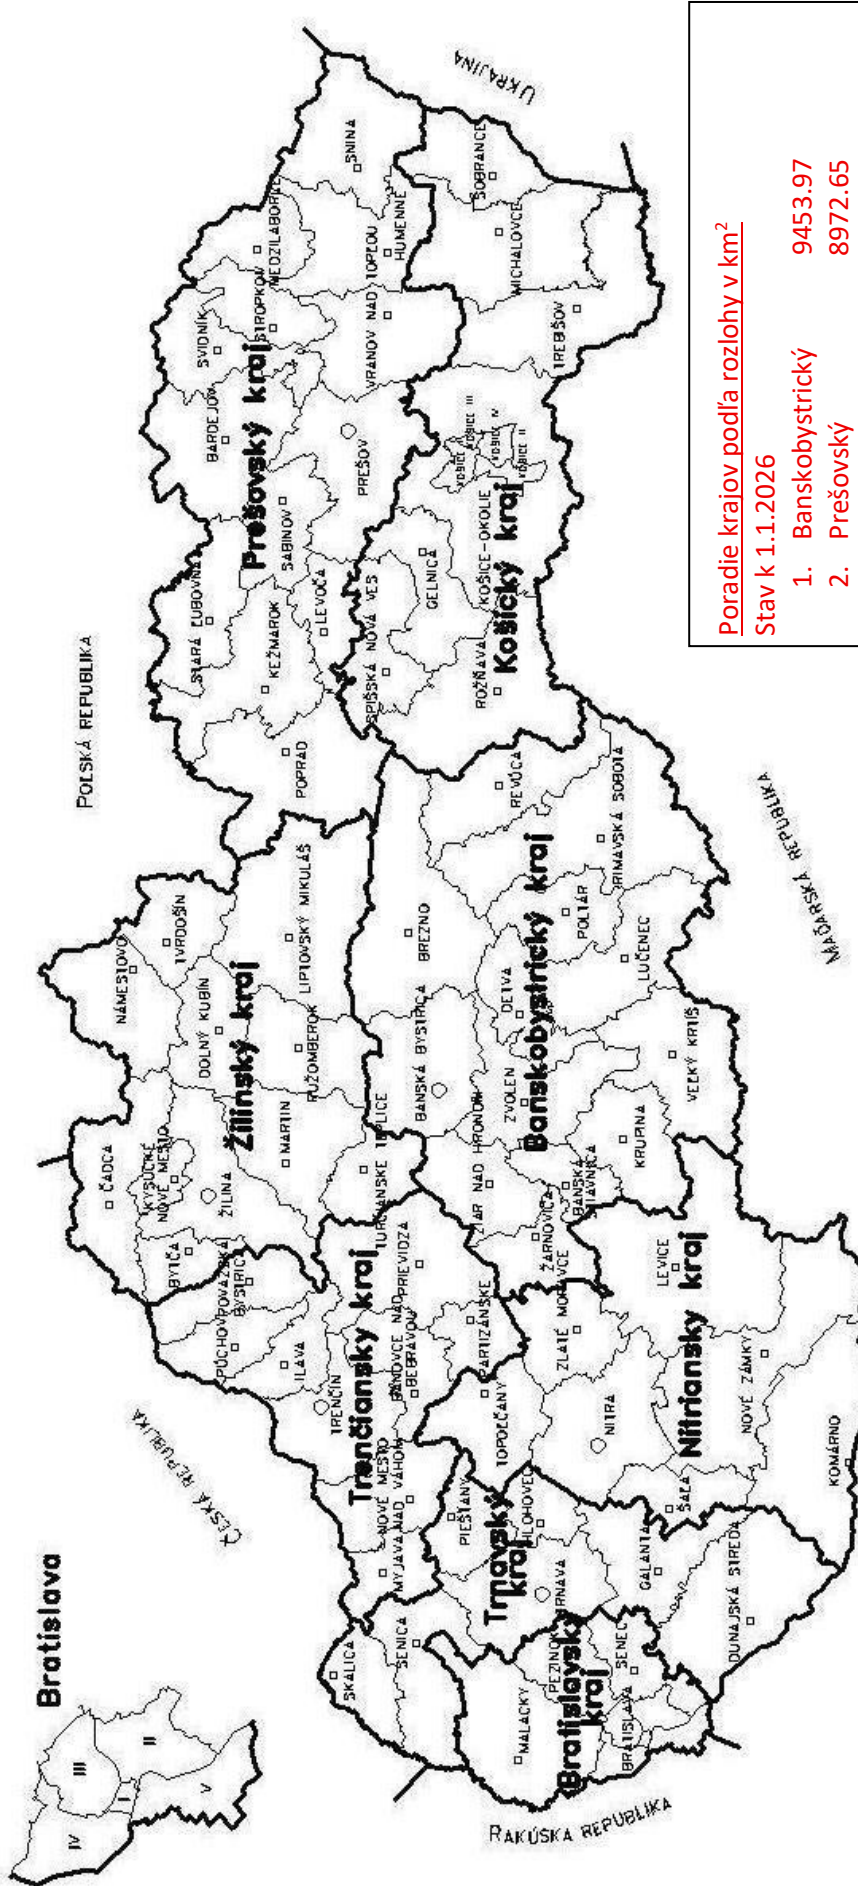 Bratislava
IV
III
II
I
V
POĽSKÁ REPUBLIKA
ČESKÁ REPUBLIKA
UKRAJINA
RAKÚSKA REPUBLIKA
MAĎARSKÁ REPUBLIKA
Bratislavský
kraj
MALACKY
PEZINOK
SENEC
BRATISLAVA
Trnavský
kraj
SKALICA
SENICA
PIEŠŤANY
HLOHOVEC
TRNAVA
GALANTA
DUNAJSKÁ STREDA
Trenčiansky kraj
MYJAVA
NOVÉ MESTO
NAD VÁHOM
TRENČÍN
ILAVA
PÚCHOV
POVAŽSKÁ
BYSTRICA
BÁNOVCE NAD
BEBRAVOU
PRIEVIDZA
PARTIZÁNSKE
Nitriansky kraj
TOPOĽČANY
ZLATÉ MORAVCE
NITRA
ŠAĽA
LEVICE
NOVÉ ZÁMKY
KOMÁRNO
Žilinský kraj
ČADCA
KYSUCKÉ
NOVÉ MESTO
BYTČA
ŽILINA
MARTIN
TURČIANSKE TEPLICE
NÁMESTOVO
TVRDOŠÍN
DOLNÝ KUBÍN
RUŽOMBEROK
LIPTOVSKÝ MIKULÁŠ
Banskobystrický kraj
BANSKÁ BYSTRICA
BREZNO
ŽIAR NAD HRONOM
ŽARNOVICA
BANSKÁ
ŠTIAVNICA
ZVOLEN
DETVA
KRUPINA
VEĽKÝ KRTÍŠ
LUČENEC
POLTÁR
RIMAVSKÁ SOBOTA
REVÚCA
Prešovský kraj
POPRAD
KEŽMAROK
STARÁ ĽUBOVŇA
LEVOČA
SABINOV
PREŠOV
BARDEJOV
SVIDNÍK
STROPKOV
MEDZILABORCE
VRANOV NAD TOPĽOU
HUMENNÉ
SNINA
Košický kraj
SPIŠSKÁ NOVÁ VES
GELNICA
ROŽŇAVA
KOŠICE-OKOLIE
KOŠICE I
KOŠICE III
KOŠICE IV
KOŠICE II
TREBIŠOV
MICHALOVCE
SOBRANCE
Poradie krajov podľa rozlohy v km²
Stav k 1.1.2026
1. Banskobystrický 9453.97
2. Prešovský 8972.65